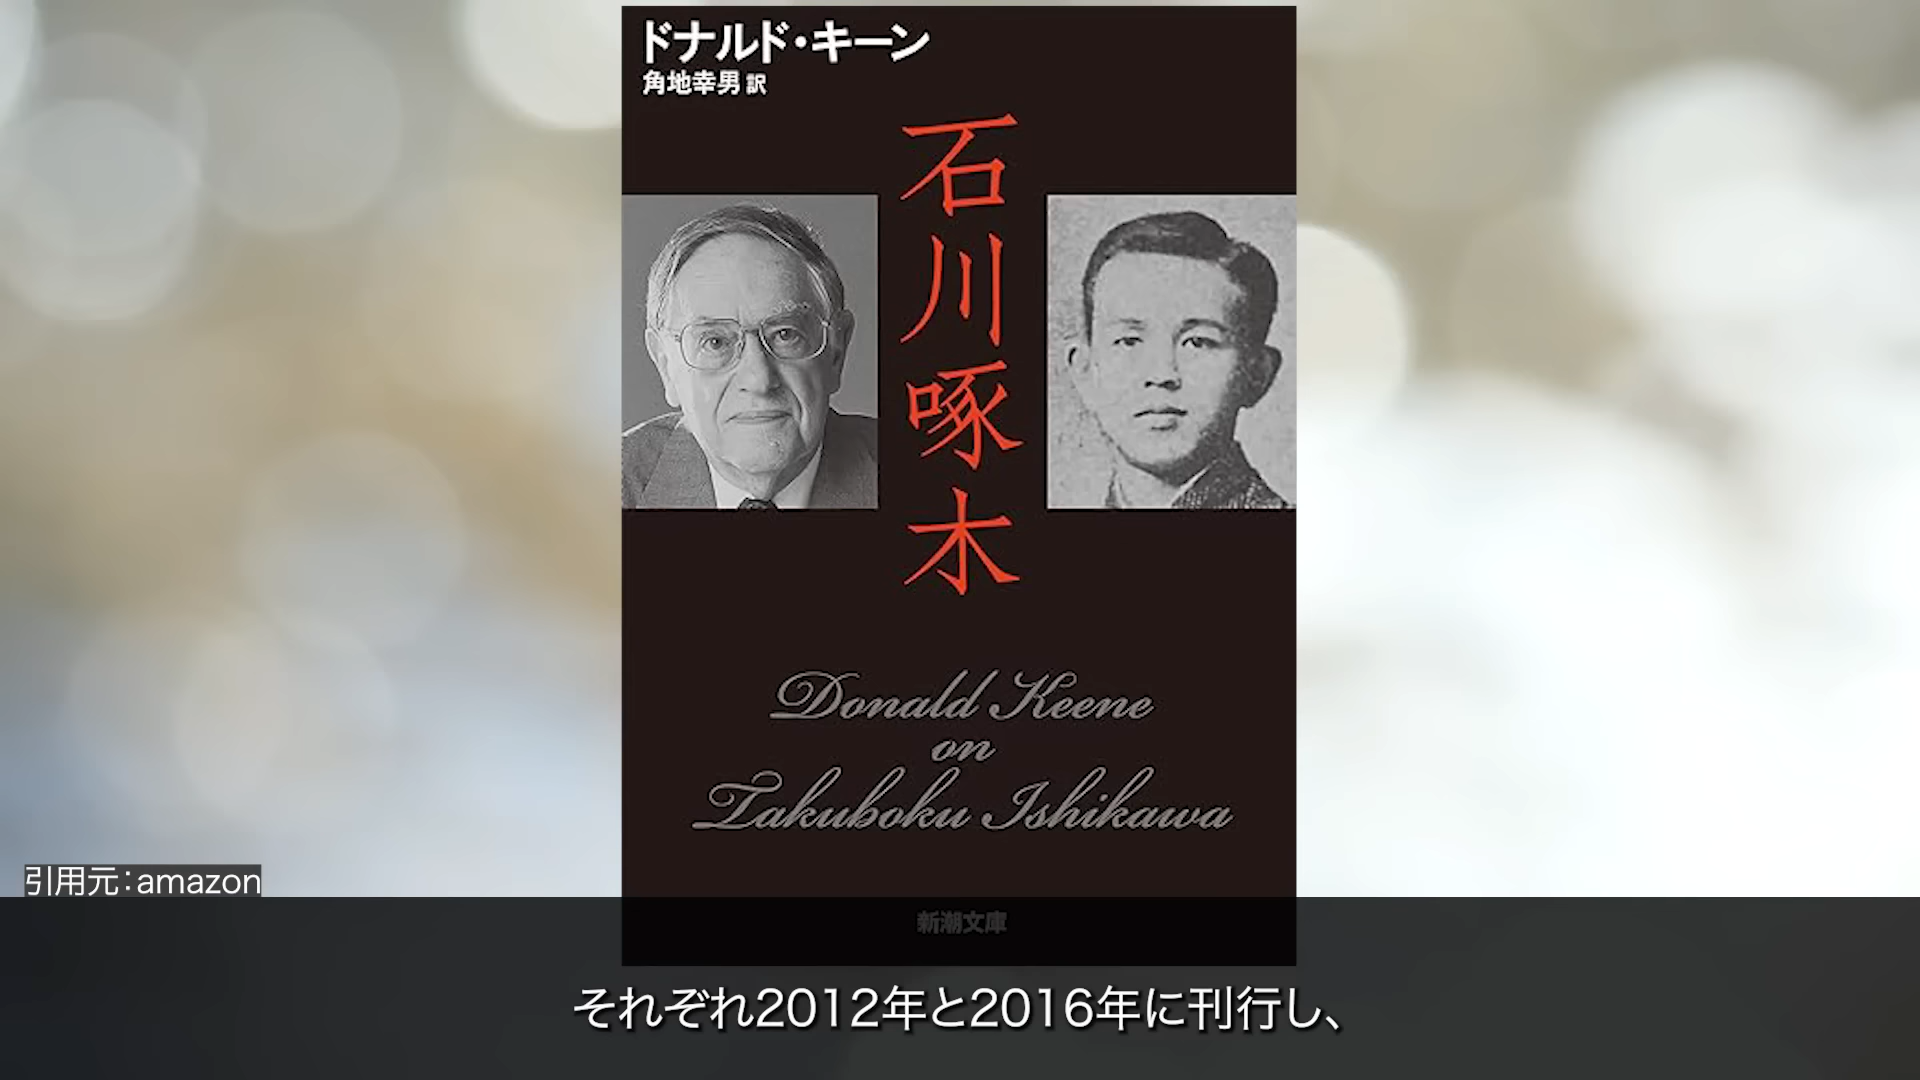 ドナルド・キーン
角地幸男 訳
石川啄木
Donald Keene
on
Takuboku Ishikawa
新潮文庫
引用元：amazon
それぞれ2012年と2016年に刊行し、